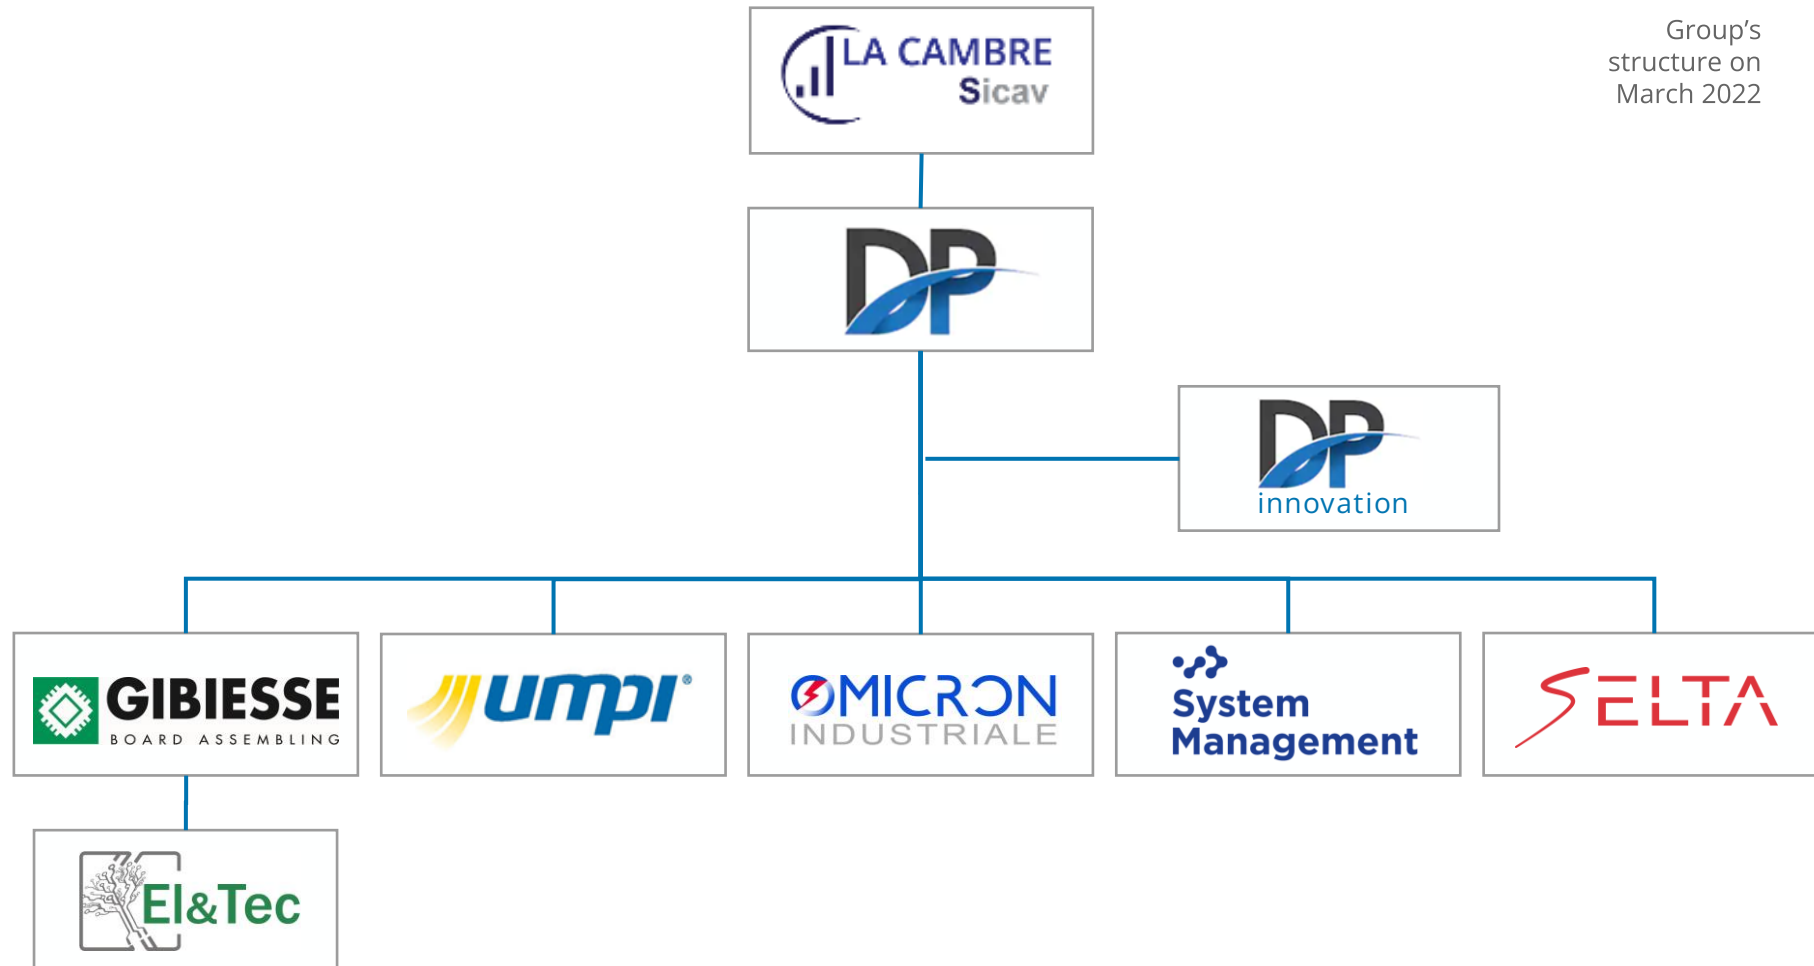 LA CAMBRE
Sicav
Group's
structure on
March 2022
DP
DP
innovation
GIBIESSE
BOARD ASSEMBLING
umpi®
OMICRON
INDUSTRIALE
System
Management
SELTA
El&Tec